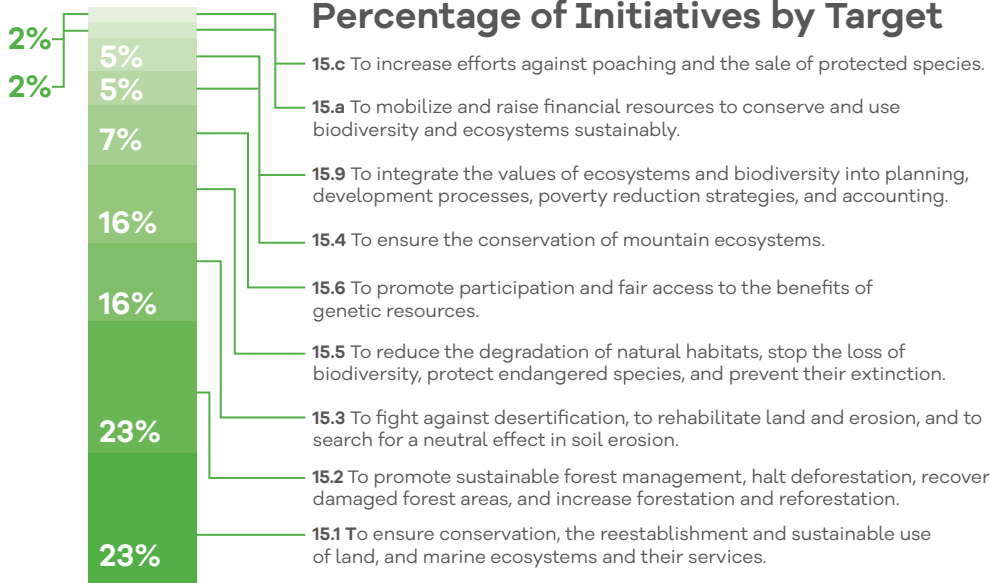 Percentage of Initiatives by Target
2%
2%
5%
5%
7%
16%
16%
23%
23%
15.c To increase efforts against poaching and the sale of protected species.
15.a To mobilize and raise financial resources to conserve and use
biodiversity and ecosystems sustainably.
15.9 To integrate the values of ecosystems and biodiversity into planning,
development processes, poverty reduction strategies, and accounting.
15.4 To ensure the conservation of mountain ecosystems.
15.6 To promote participation and fair access to the benefits of
genetic resources.
15.5 To reduce the degradation of natural habitats, stop the loss of
biodiversity, protect endangered species, and prevent their extinction.
15.3 To fight against desertification, to rehabilitate land and erosion, and to
search for a neutral effect in soil erosion.
15.2 To promote sustainable forest management, halt deforestation, recover
damaged forest areas, and increase forestation and reforestation.
15.1 To ensure conservation, the reestablishment and sustainable use
of land, and marine ecosystems and their services.